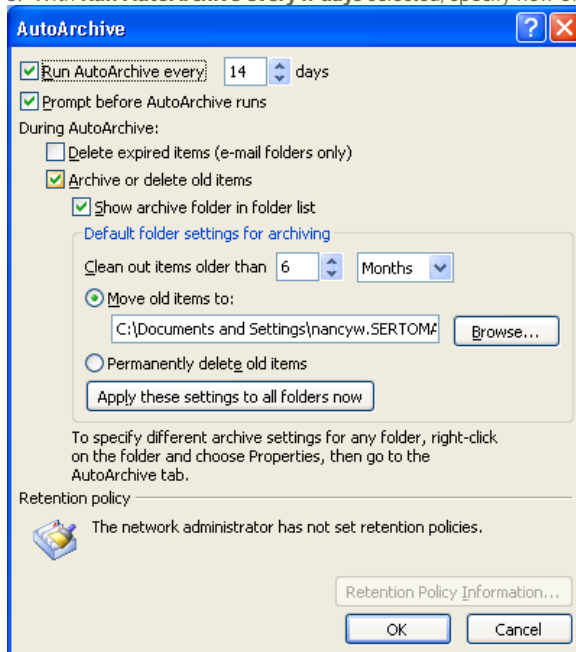 AutoArchive
Run AutoArchive every 14 days
Prompt before AutoArchive runs
During AutoArchive:
Delete expired items (e-mail folders only)
Archive or delete old items
Show archive folder in folder list
Default folder settings for archiving
Clean out items older than 6 Months
Move old items to:
C:\Documents and Settings\nancyw.SERTOMA Browse...
Permanently delete old items
Apply these settings to all folders now
To specify different archive settings for any folder, right-click
on the folder and choose Properties, then go to the
AutoArchive tab.
Retention policy
The network administrator has not set retention policies.
Retention Policy Information...
OK Cancel